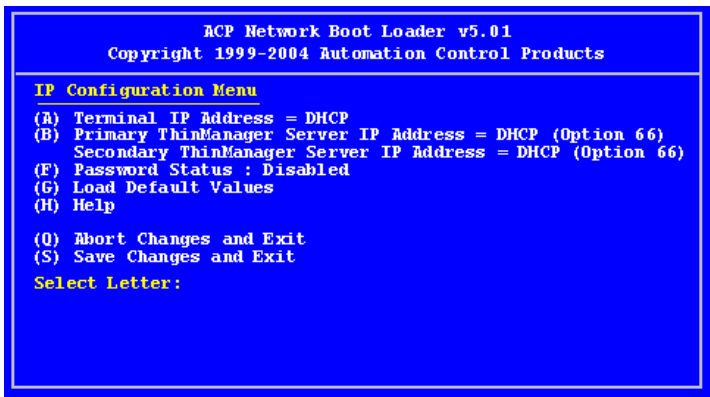 ACP Network Boot Loader v5.01
Copyright 1999-2004 Automation Control Products
IP Configuration Menu
(A) Terminal IP Address = DHCP
(B) Primary ThinManager Server IP Address = DHCP (Option 66)
Secondary ThinManager Server IP Address = DHCP (Option 66)
(F) Password Status : Disabled
(G) Load Default Values
(H) Help
(Q) Abort Changes and Exit
(S) Save Changes and Exit
Select Letter: